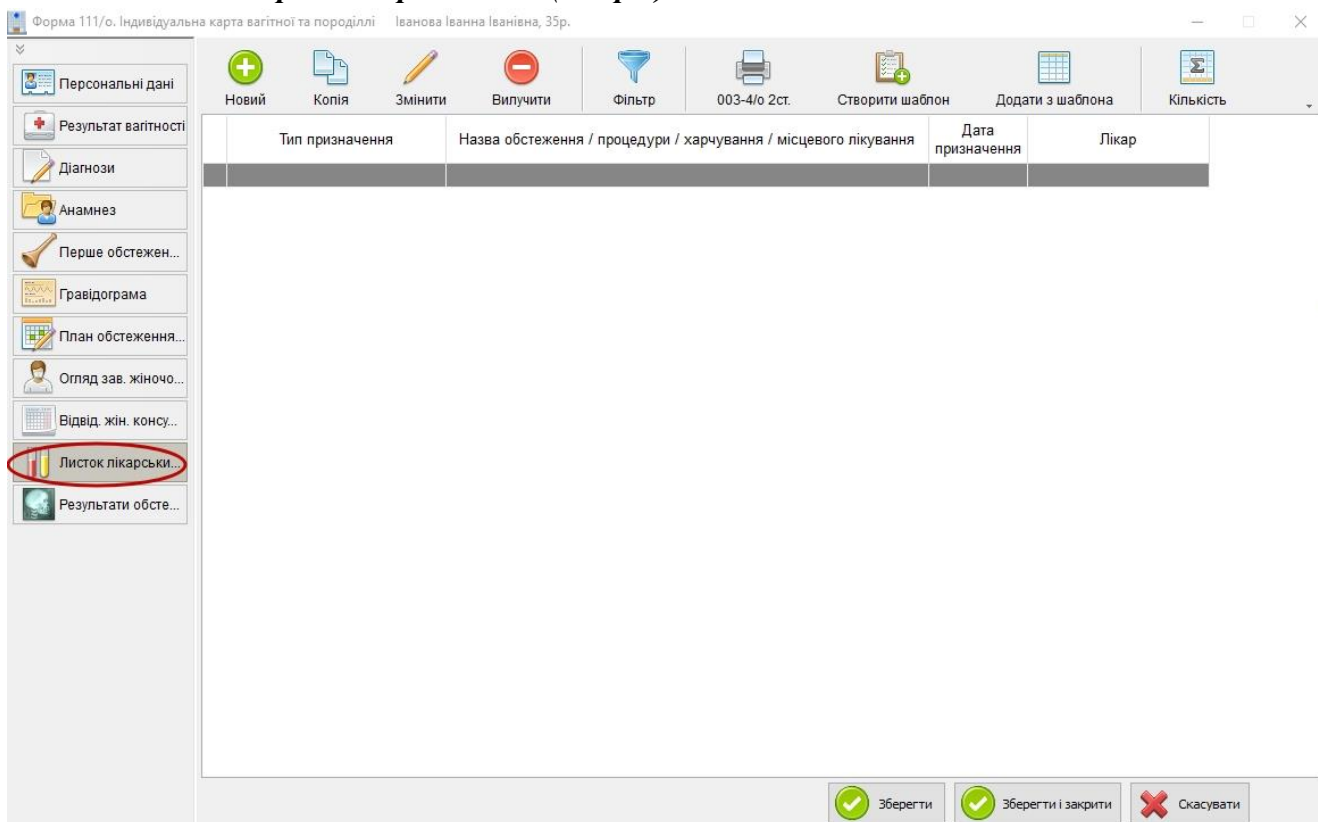 Форма 111/о. Індивідуальна карта вагітної та породіллі Іванова Іванна Іванівна, 35р.
Персональні дані
Результат вагітності
Діагнози
Анамнез
Перше обстежен...
Гравідограма
План обстеження...
Огляд зав. жіночо...
Відвід. жін. консу...
Листок лікарськи...
Результати обсте...
Новий Копія Змінити Вилучити Фільтр 003-4/о 2ст. Створити шаблон Додати з шаблона Кількість
Тип призначення Назва обстеження / процедури / харчування / місцевого лікування Дата призначення Лікар
Зберегти Зберегти і закрити Скасувати